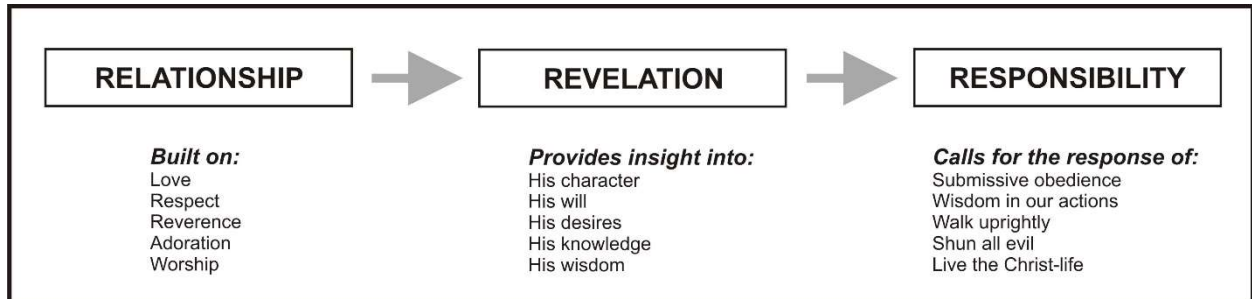 RELATIONSHIP
Built on:
Love
Respect
Reverence
Adoration
Worship
REVELATION
Provides insight into:
His character
His will
His desires
His knowledge
His wisdom
RESPONSIBILITY
Calls for the response of:
Submissive obedience
Wisdom in our actions
Walk uprightly
Shun all evil
Live the Christ-life